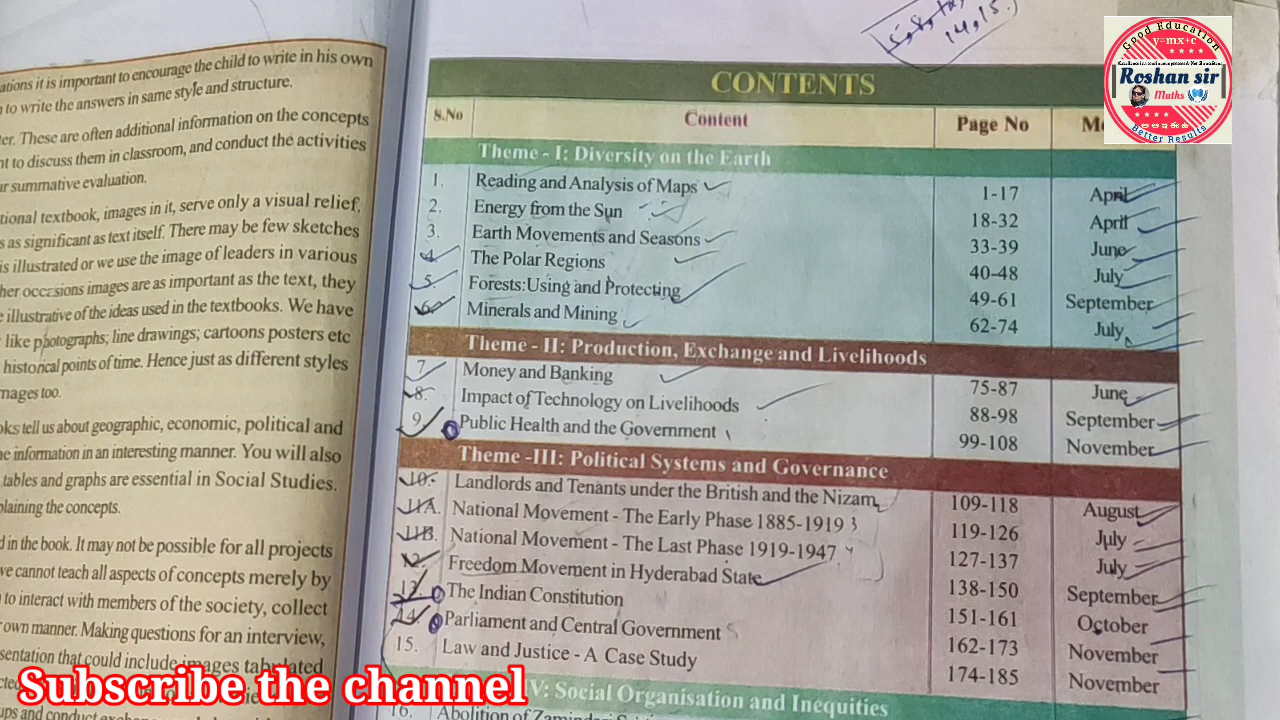 ations it is important to encourage the child to write in his own
to write the answers in same style and structure.
ter. These are often additional information on the concepts
nt to discuss them in classroom, and conduct the activities
ur summative evaluation.
tional textbook, images in it, serve only a visual relief,
s as significant as text itself. There may be few sketches
is illustrated or we use the image of leaders in various
her occasions images are as important as the text, they
e illustrative of the ideas used in the textbooks. We have
like photographs; line drawings; cartoons posters etc
historical points of time. Hence just as different styles
mages too.
oks tell us about geographic, economic, political and
he information in an interesting manner. You will also
tables and graphs are essential in Social Studies.
plaining the concepts.
d in the book. It may not be possible for all projects
we cannot teach all aspects of concepts merely by
to interact with members of the society, collect
own manner. Making questions for an interview,
sentation that could include images tabulated
14,15.
CONTENTS
S.No Content Page No
Theme - I: Diversity on the Earth
1. Reading and Analysis of Maps 1-17 April
2. Energy from the Sun 18-32 April
3. Earth Movements and Seasons 33-39 June
4. The Polar Regions 40-48 July
5. Forests: Using and Protecting 49-61 September
6. Minerals and Mining 62-74 July
Theme - II: Production, Exchange and Livelihoods
7 Money and Banking 75-87 June
8. Impact of Technology on Livelihoods 88-98 September
9 Public Health and the Government 99-108 November
Theme -III: Political Systems and Governance
10. Landlords and Tenants under the British and the Nizam 109-118 August
11A. National Movement - The Early Phase 1885-1919 3 119-126 July
11B. National Movement - The Last Phase 1919-1947 127-137 July
12 Freedom Movement in Hyderabad State 138-150 September
13. The Indian Constitution 151-161 October
14 Parliament and Central Government 5 162-173 November
15. Law and Justice - A Case Study 174-185 November
V: Social Organisation and Inequities
16. Abolition of
Good Education
y=mx+c
Roshan sir
Maths
Better Results
Subscribe the channel